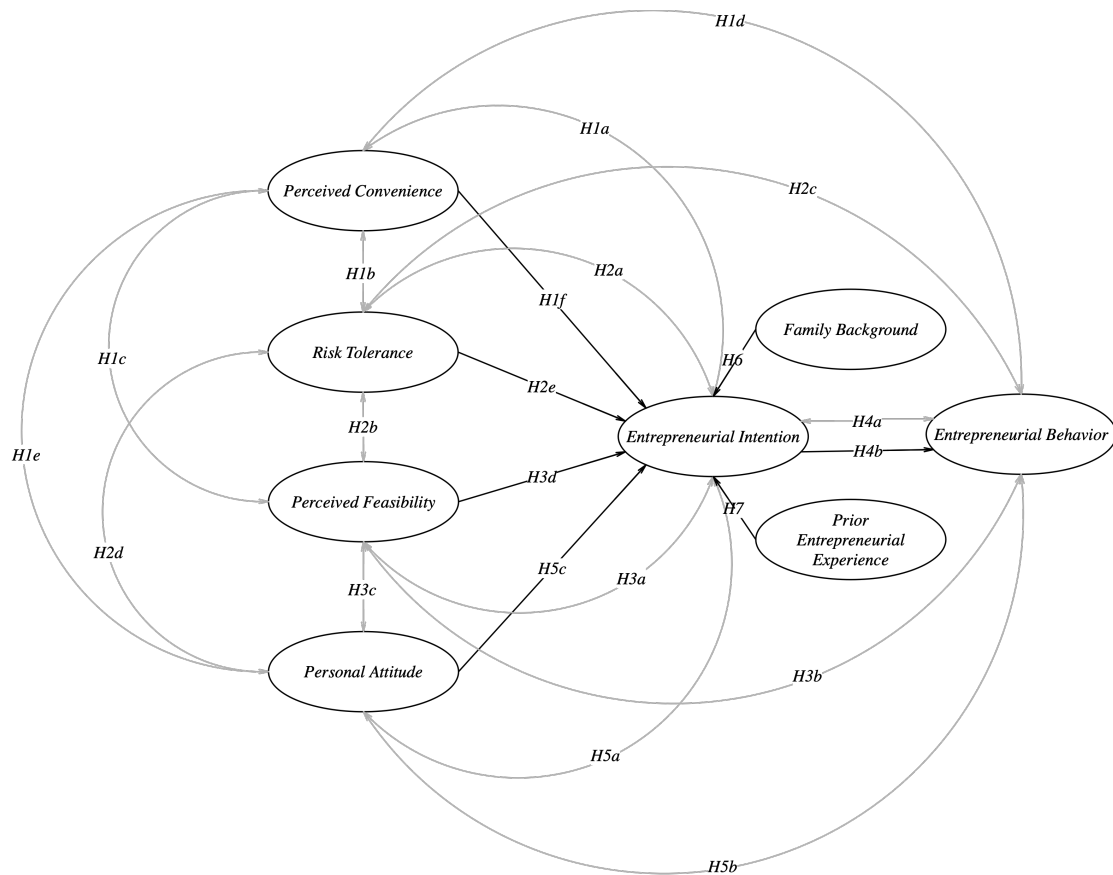 H1d
H1a
Perceived Convenience
H2c
H1b
H2a
H1f
Family Background
Risk Tolerance
H1c
H6
H2e
H4a
H2b
Entrepreneurial Intention
Entrepreneurial Behavior
H4b
H1e
H3d
Perceived Feasibility
H7
Prior
Entrepreneurial
Experience
H2d
H5c
H3a
H3c
Personal Attitude
H3b
H5a
H5b